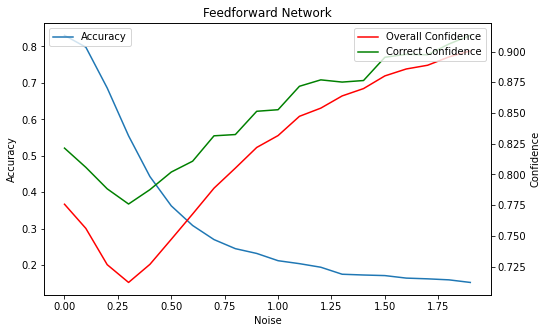 Feedforward Network
Accuracy
Overall Confidence
Correct Confidence
0.8
0.7
0.6
0.5
0.4
0.3
0.2
Accuracy
0.900
0.875
0.850
0.825
0.800
0.775
0.750
0.725
Confidence
0.00 0.25 0.50 0.75 1.00 1.25 1.50 1.75
Noise